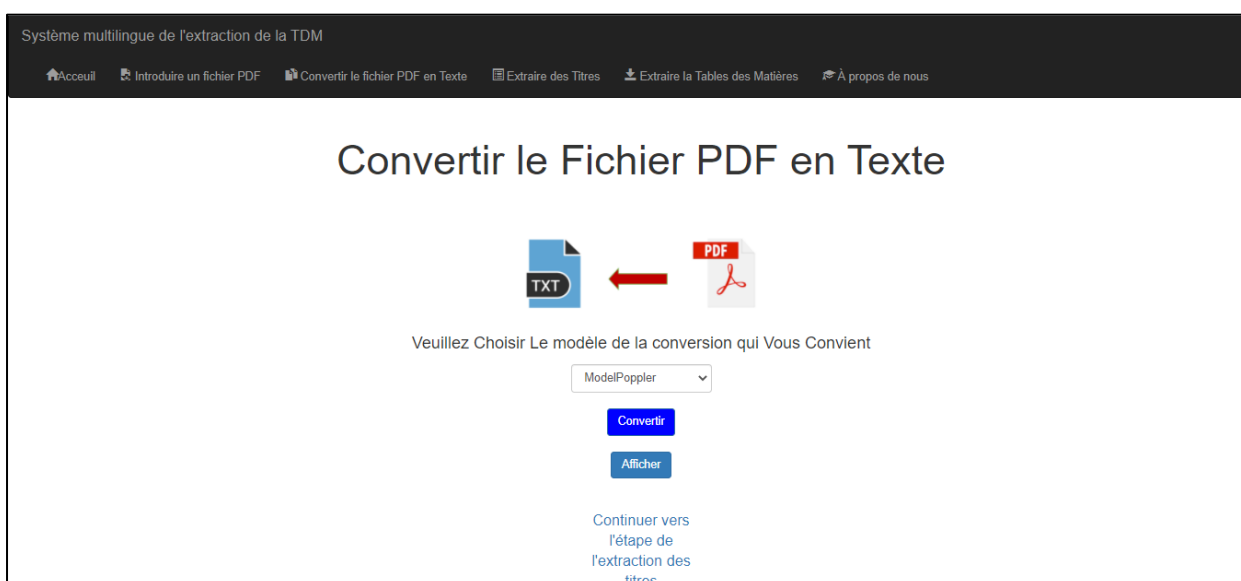 Système multilingue de l'extraction de la TDM
Acceuil Introduire un fichier PDF Convertir le fichier PDF en Texte Extraire des Titres Extraire la Tables des Matières À propos de nous
Convertir le Fichier PDF en Texte
TXT PDF
Veuillez Choisir Le modèle de la conversion qui Vous Convient
ModelPoppler
Convertir
Afficher
Continuer vers
l'étape de
l'extraction des
titres